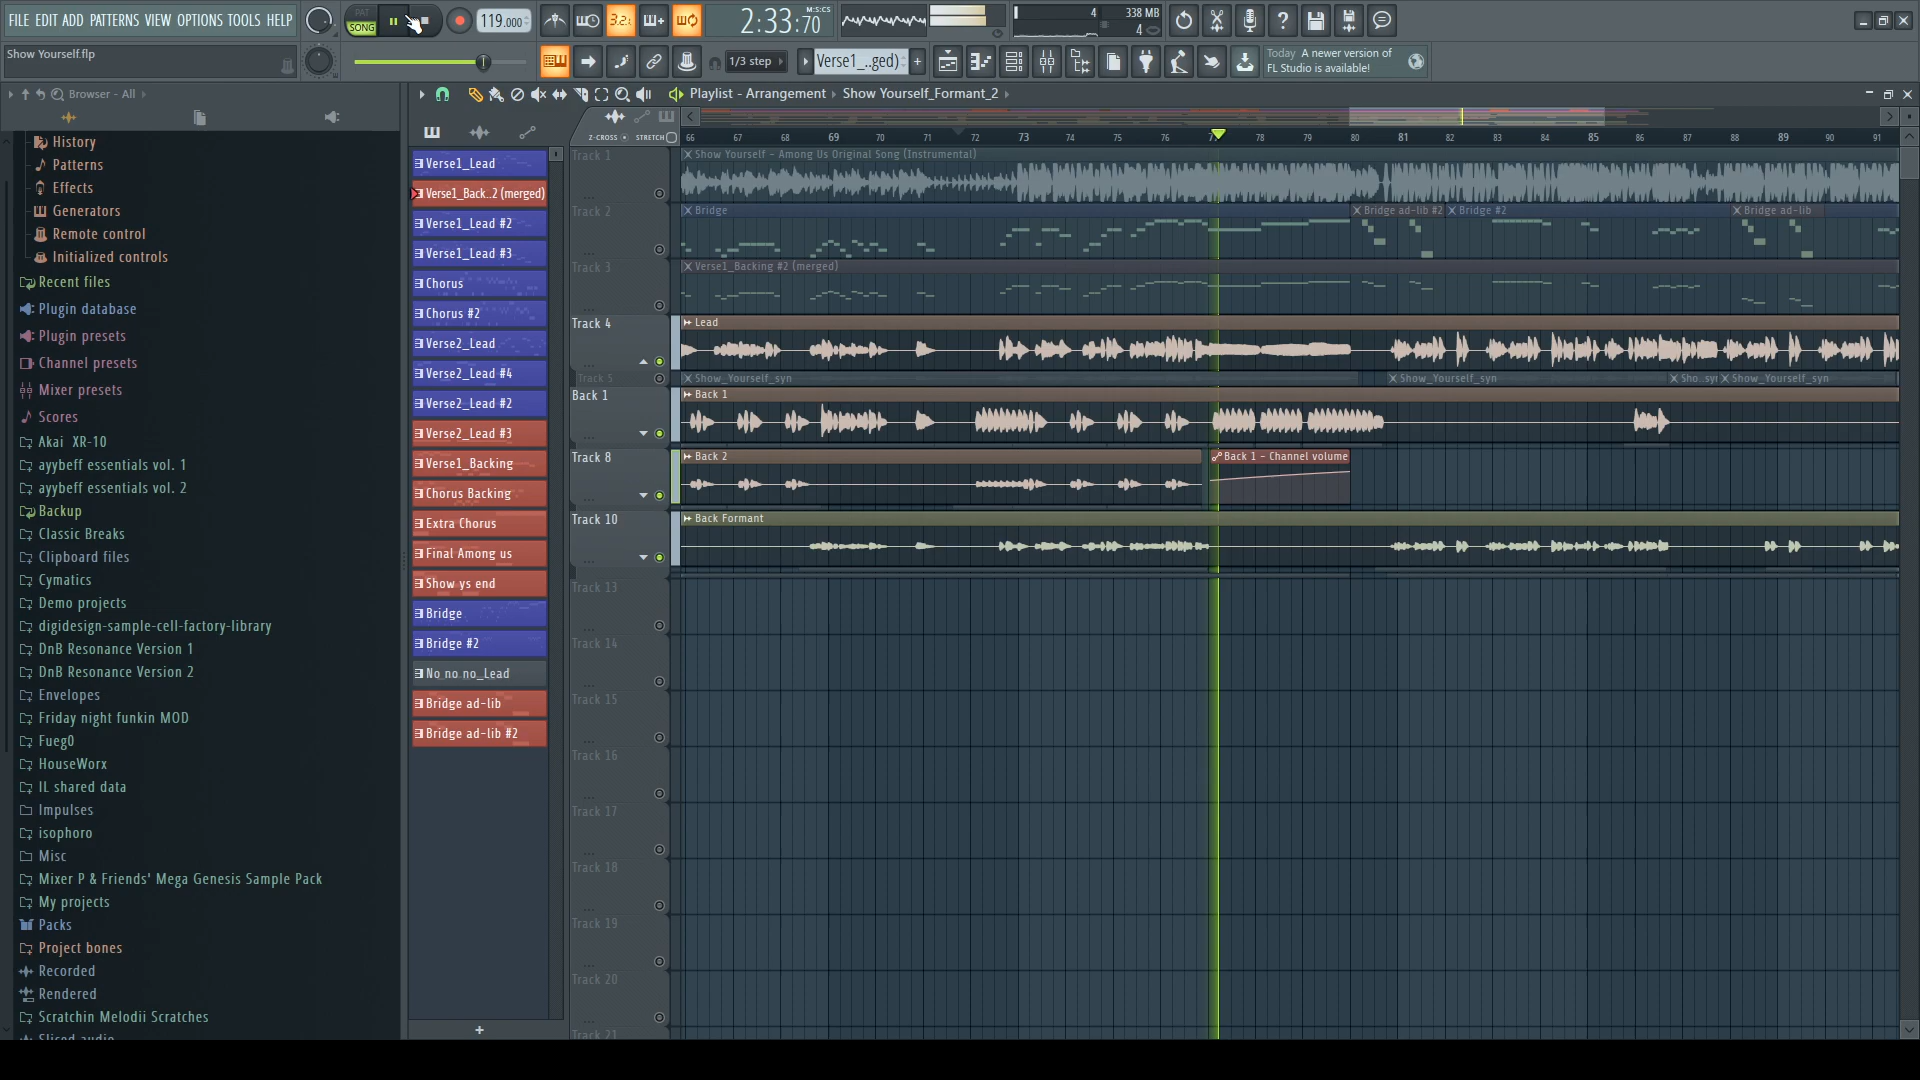 FILE EDIT ADD PATTERNS VIEW OPTIONS TOOLS HELP
PAT
SONG
119.000
3.2.
M:S:CS
2:33:70
4
338 MB
4
Show Yourself.flp
1/3 step
Verse1_..ged)
+
Today A newer version of
FL Studio is available!
Browser - All
Playlist - Arrangement
Show Yourself_Formant_2
Z-CROSS
STRETCH
66 67 68 69 70 71 72 73 74 75 76 7 78 79 80 81 82 83 84 85 86 87 88 89 90 91
History
Patterns
Effects
Generators
Remote control
Initialized controls
Recent files
Plugin database
Plugin presets
Channel presets
Mixer presets
Scores
Akai XR-10
ayybeff essentials vol. 1
ayybeff essentials vol. 2
Backup
Classic Breaks
Clipboard files
Cymatics
Demo projects
digidesign-sample-cell-factory-library
DnB Resonance Version 1
DnB Resonance Version 2
Envelopes
Friday night funkin MOD
Fueg0
HouseWorx
IL shared data
Impulses
isophoro
Misc
Mixer P & Friends' Mega Genesis Sample Pack
My projects
Packs
Project bones
Recorded
Rendered
Scratchin Melodii Scratches
Sliced audio
Verse1_Lead
Verse1_Back..2 (merged)
Verse1_Lead #2
Verse1_Lead #3
Chorus
Chorus #2
Verse2_Lead
Verse2_Lead #4
Verse2_Lead #2
Verse2_Lead #3
Verse1_Backing
Chorus Backing
Extra Chorus
Final Among us
Show ys end
Bridge
Bridge #2
No no no_Lead
Bridge ad-lib
Bridge ad-lib #2
+
Track 1
Show Yourself - Among Us Original Song (Instrumental)
Track 2
Bridge
Bridge ad-lib #2
Bridge #2
Bridge ad-lib
Track 3
Verse1_Backing #2 (merged)
Track 4
Lead
Track 5
Show_Yourself_syn
Show_Yourself_syn
Sho..syn
Show_Yourself_syn
Back 1
Back 1
Track 8
Back 2
Back 1 - Channel volume
Track 10
Back Formant
Track 13
Track 14
Track 15
Track 16
Track 17
Track 18
Track 19
Track 20
Track 21